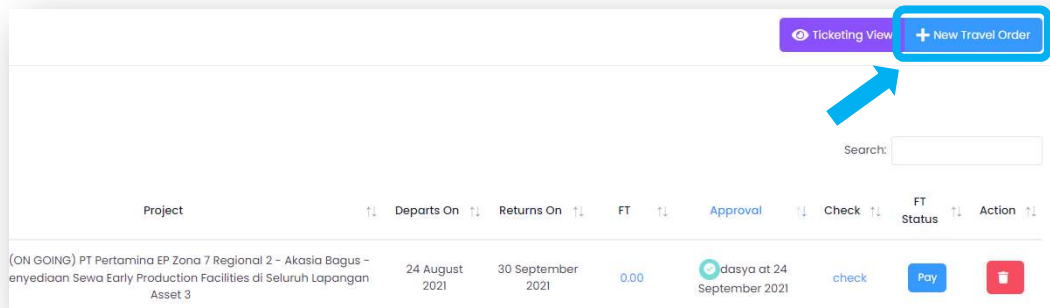 Ticketing View
New Travel Order
Search:
Project Departs On Returns On FT Approval Check FT Status Action
(ON GOING) PT Pertamina EP Zona 7 Regional 2 - Akasia Bagus -
enyediaan Sewa Early Production Facilities di Seluruh Lapangan
Asset 3
24 August
2021
30 September
2021
0.00
dasya at 24
September 2021
check
Pay